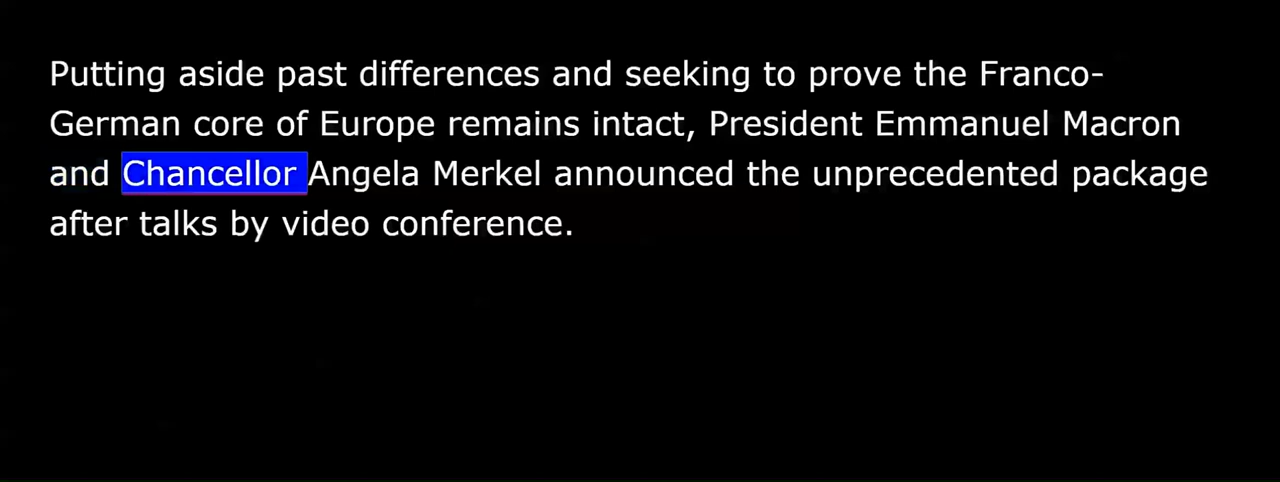 Putting aside past differences and seeking to prove the Franco-
German core of Europe remains intact, President Emmanuel Macron
and Chancellor Angela Merkel announced the unprecedented package
after talks by video conference.